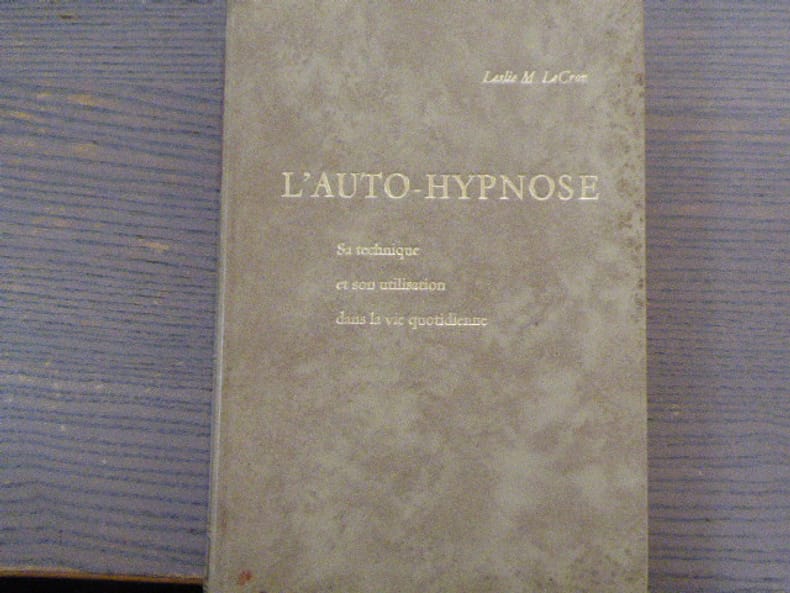 Leslie M. LeCron
L'AUTO-HYPNOSE
Sa technique
et son utilisation
dans la vie quotidienne